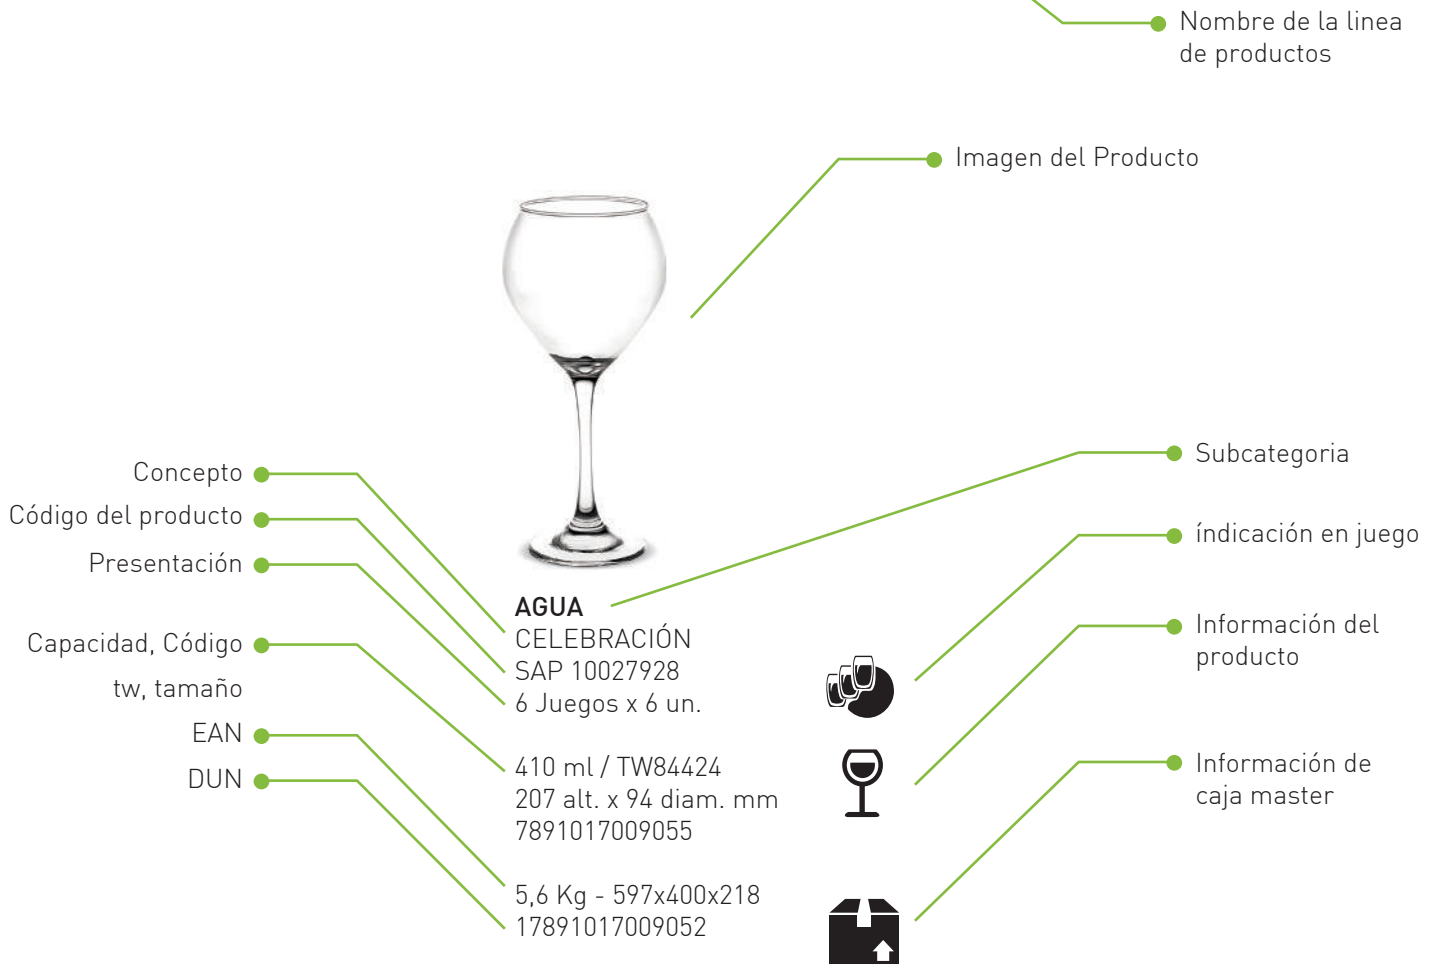 Nombre de la linea
de productos
Imagen del Producto
Concepto
Código del producto
Presentación
Capacidad, Código
tw, tamaño
EAN
DUN
AGUA
CELEBRACIÓN
SAP 10027928
6 Juegos x 6 un.
410 ml / TW84424
207 alt. x 94 diam. mm
7891017009055
5,6 Kg - 597x400x218
17891017009052
Subcategoria
índicación en juego
Información del
producto
Información de
caja master